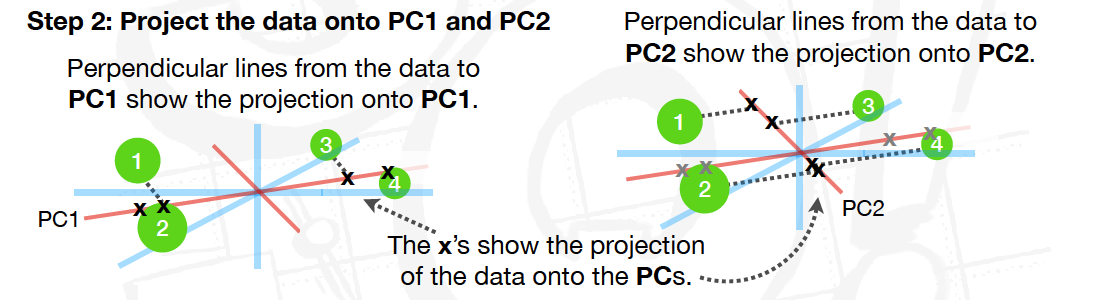 Step 2: Project the data onto PC1 and PC2
Perpendicular lines from the data to
PC1 show the projection onto PC1.
1
3
x
x
4
x
x
PC1
2
The x's show the projection
of the data onto the PCs.
Perpendicular lines from the data to
PC2 show the projection onto PC2.
x
3
1
x
x
x
4
x
x
x
x
2
PC2